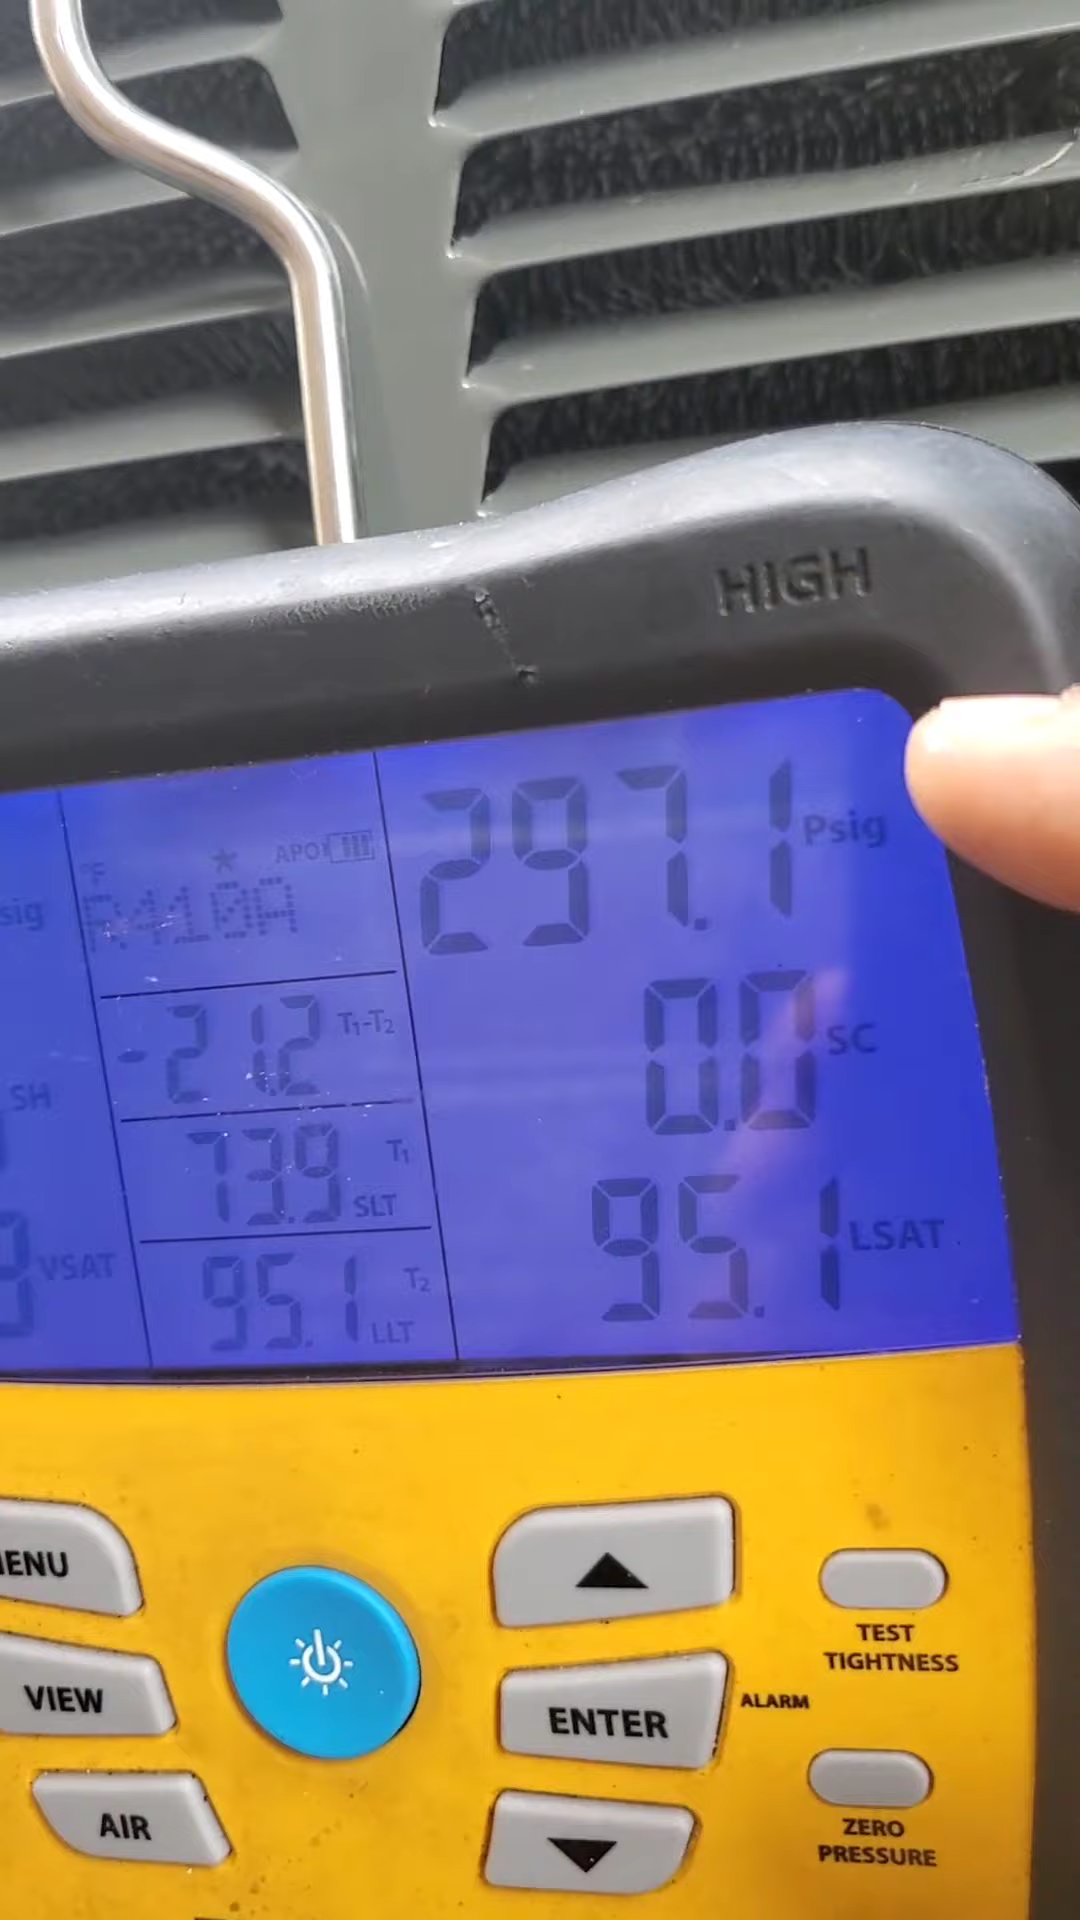 HIGH
297.1 Psig
APO
°F
sig
R410A
0.0 SC
-21.2 T1-T2
SH
73.9 T1
SLT
95.1 LSAT
VSAT
95.1 T2
LLT
MENU
TEST
TIGHTNESS
VIEW
ENTER
ALARM
AIR
ZERO
PRESSURE